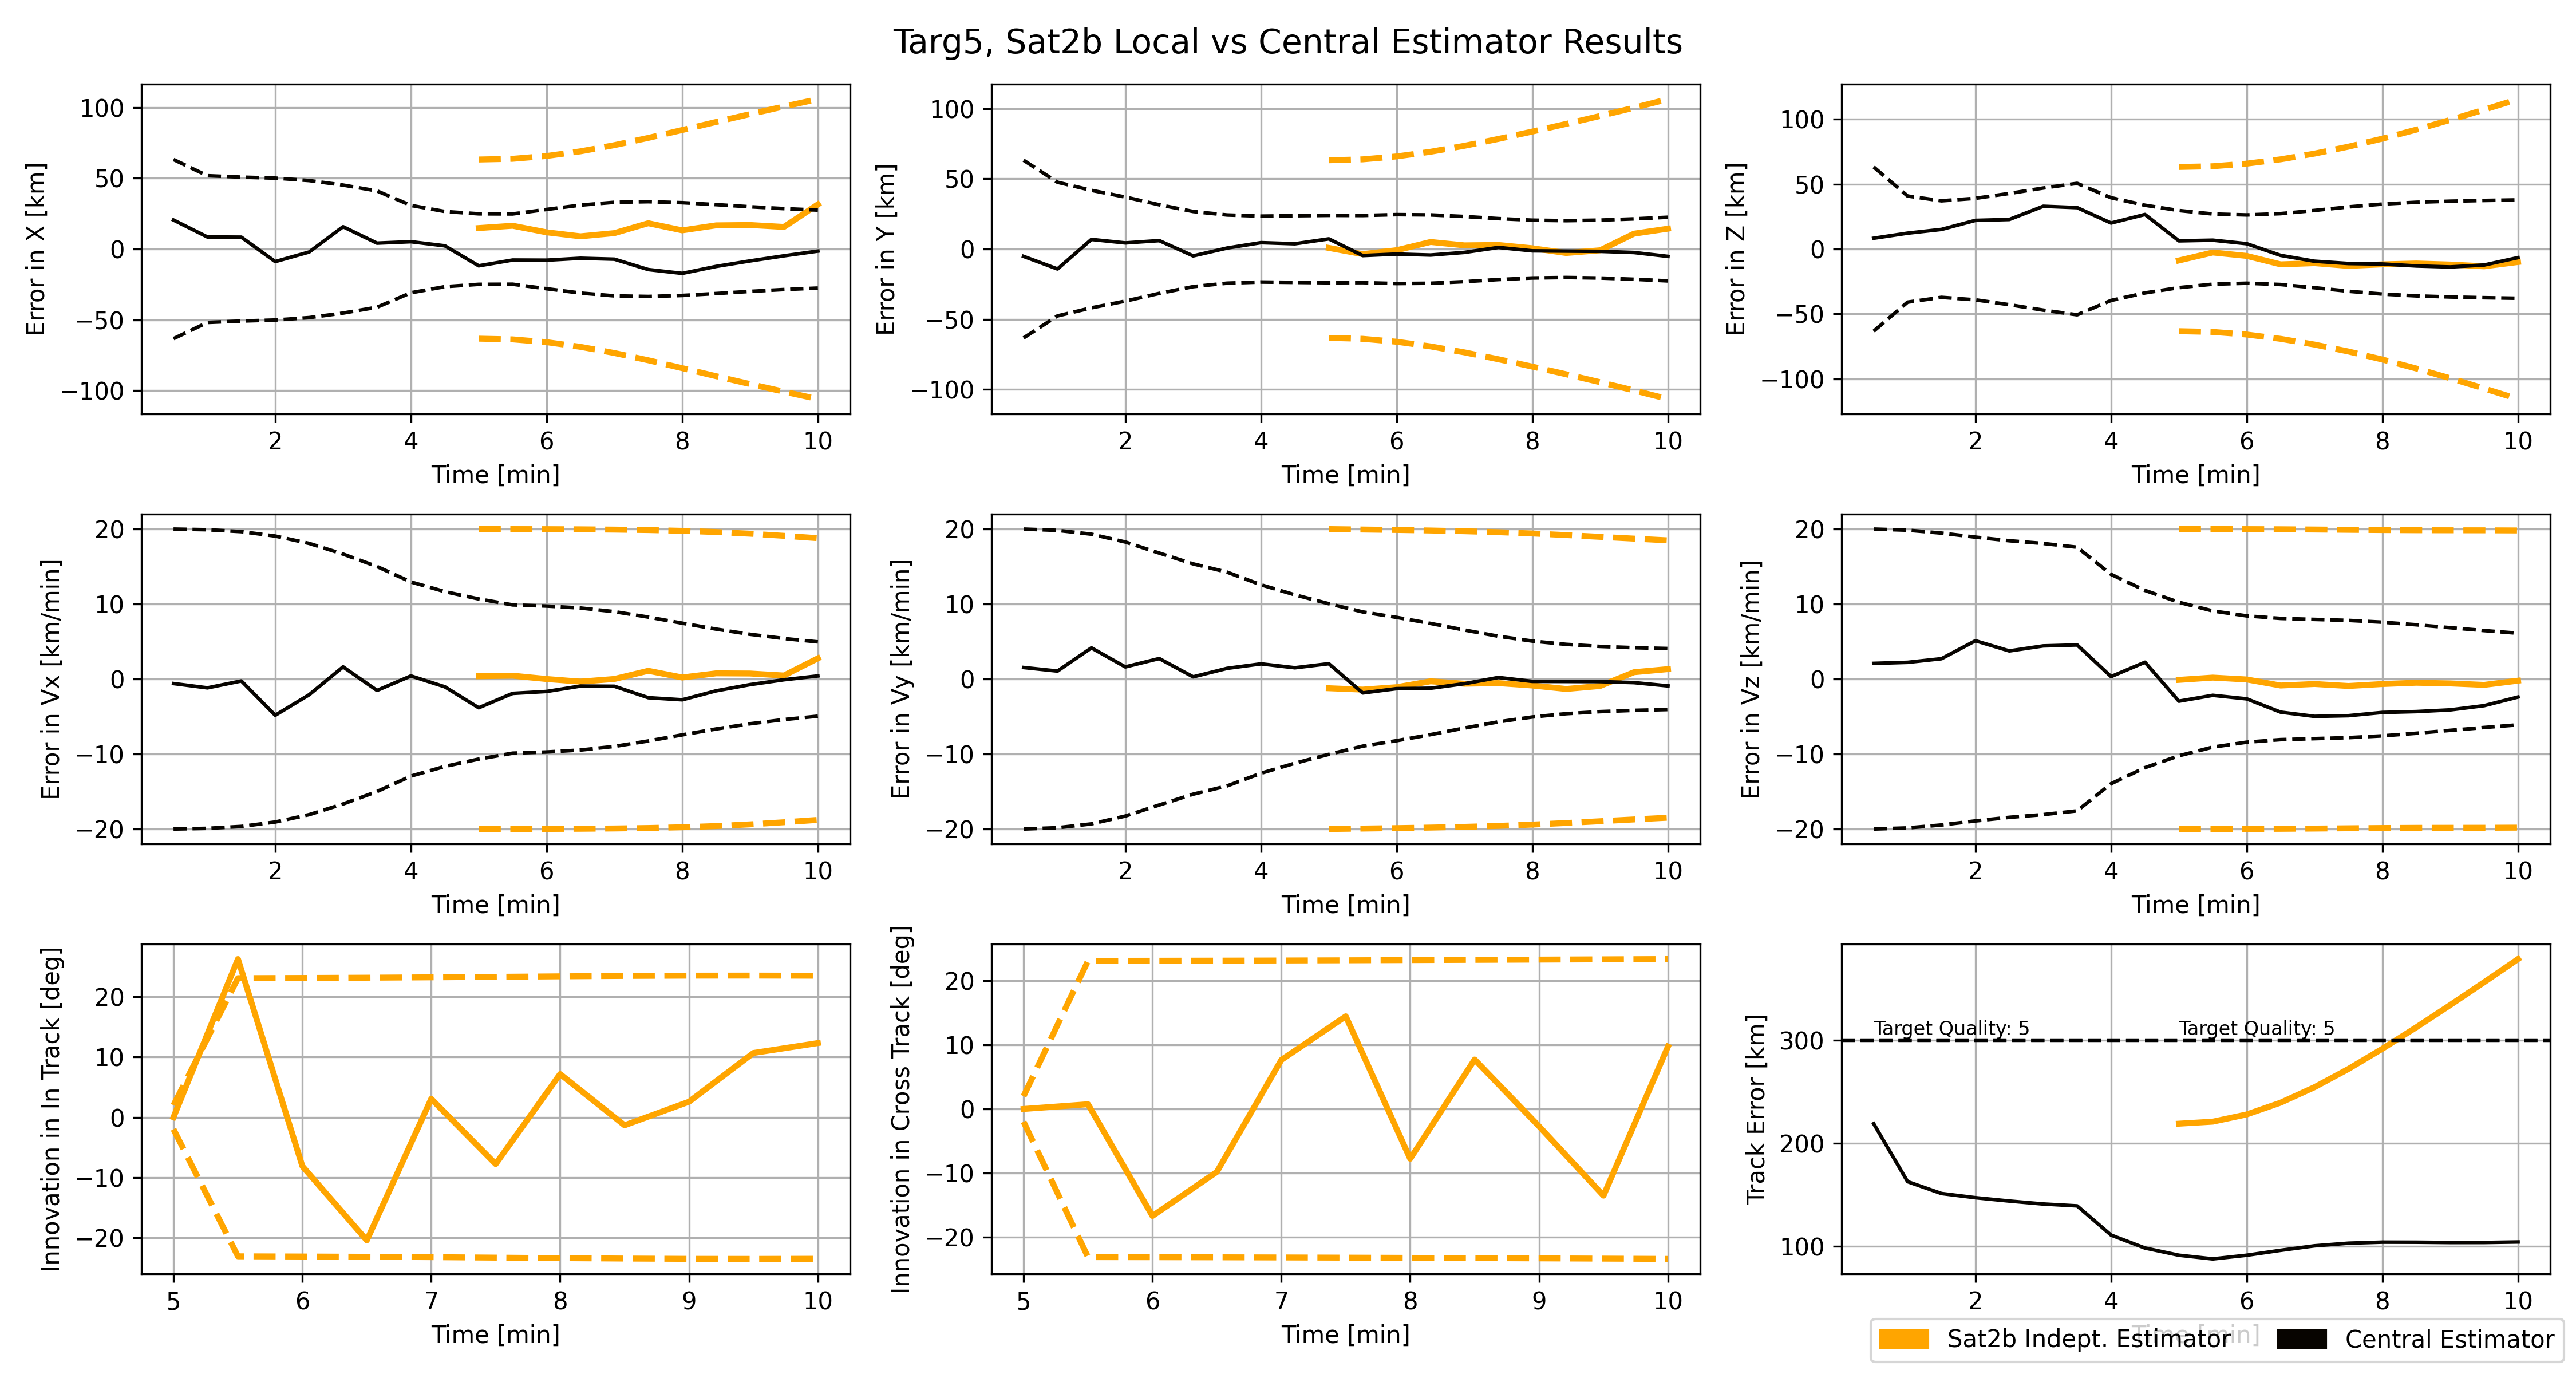 Targ5, Sat2b Local vs Central Estimator Results
Error in X [km]
100
50
0
−50
−100
2 4 6 8 10
Time [min]
Error in Y [km]
100
50
0
−50
−100
2 4 6 8 10
Time [min]
Error in Z [km]
100
50
0
−50
−100
2 4 6 8 10
Time [min]
Error in Vx [km/min]
20
10
0
−10
−20
2 4 6 8 10
Time [min]
Error in Vy [km/min]
20
10
0
−10
−20
2 4 6 8 10
Time [min]
Error in Vz [km/min]
20
10
0
−10
−20
2 4 6 8 10
Time [min]
Innovation in In Track [deg]
20
10
0
−10
−20
5 6 7 8 9 10
Time [min]
Innovation in Cross Track [deg]
20
10
0
−10
−20
5 6 7 8 9 10
Time [min]
Track Error [km]
300
200
100
Target Quality: 5 Target Quality: 5
2 4 6 8 10
Time [min]
Sat2b Indept. Estimator Central Estimator